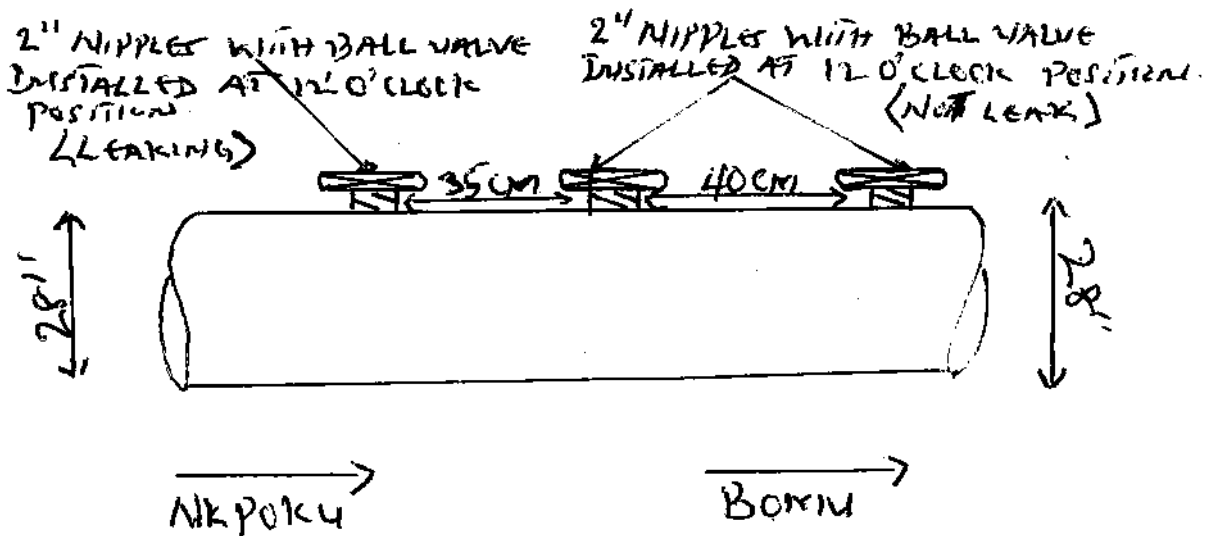 2" NIPPLES WITH BALL VALVE
INSTALLED AT 12 O'CLOCK
POSITION
(LEAKING)
2" NIPPLES WITH BALL VALVE
INSTALLED AT 12 O'CLOCK POSITION.
(NOT LEAK)
35CM
40CM
28"
28"
NKPOKU
BOMU